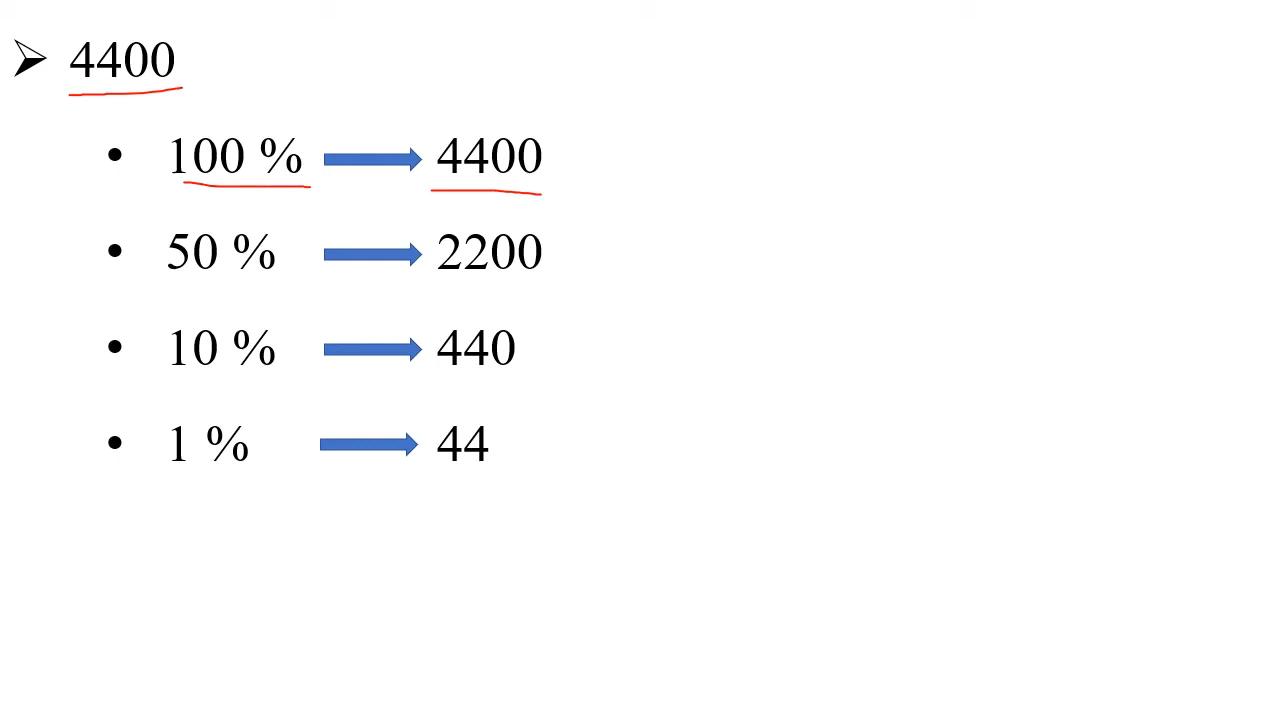 ➢ 4400
• 100 % 4400
• 50 % 2200
• 10 % 440
• 1 % 44